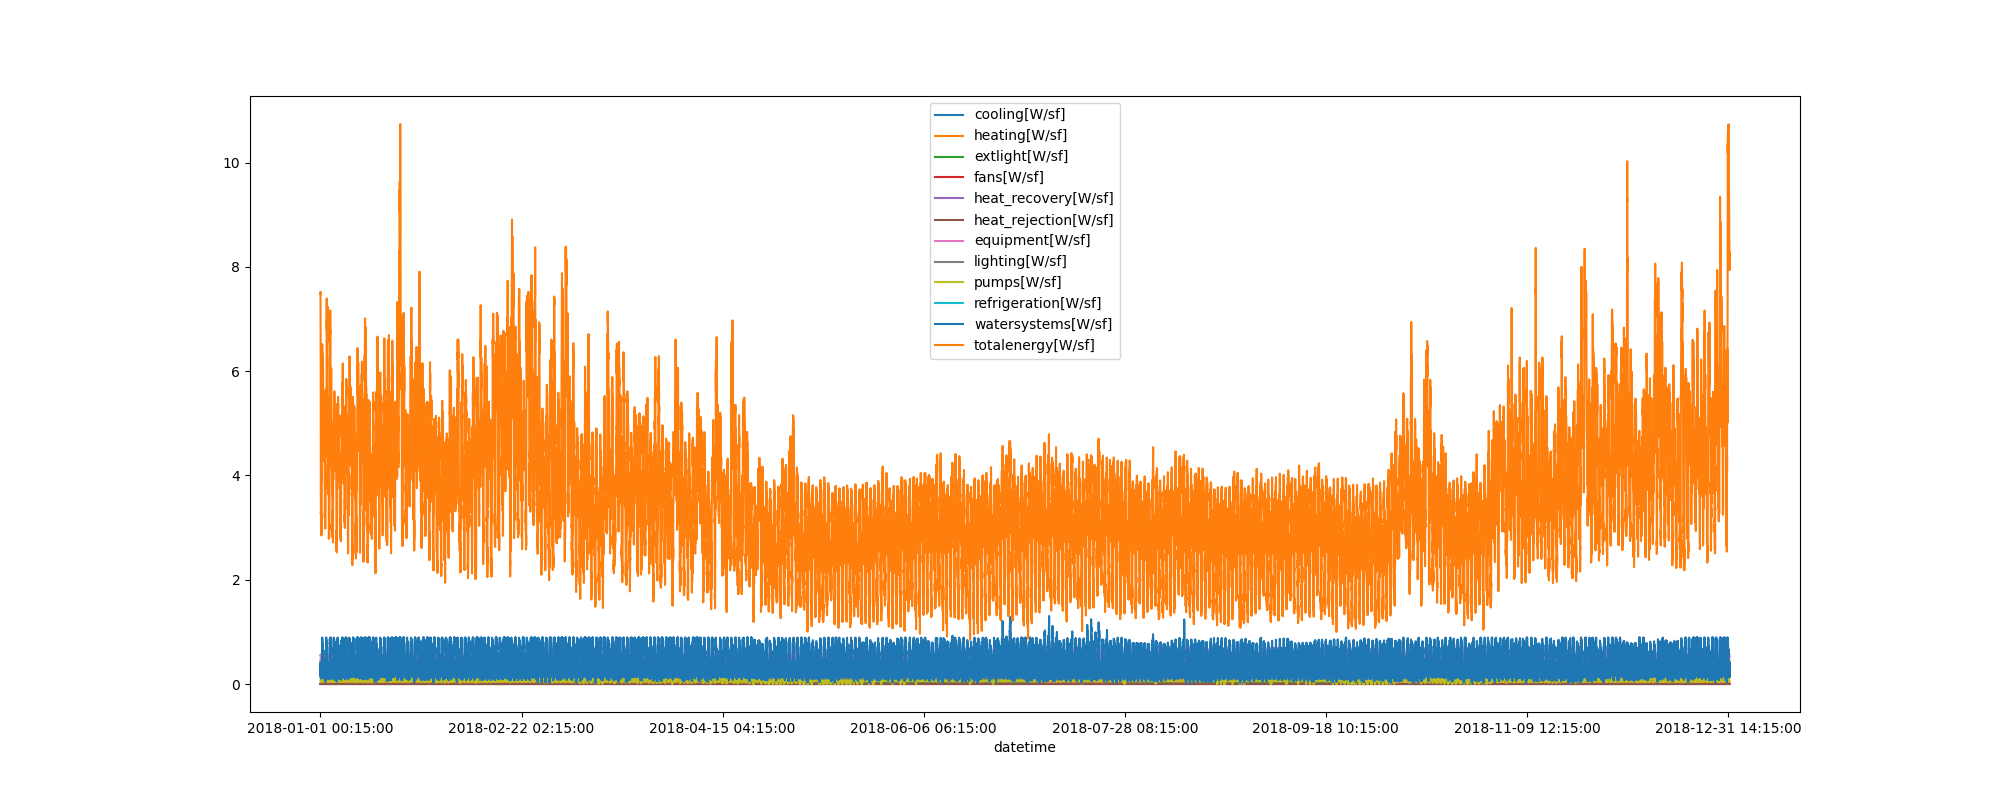 cooling[W/sf]
heating[W/sf]
extlight[W/sf]
fans[W/sf]
heat_recovery[W/sf]
heat_rejection[W/sf]
equipment[W/sf]
lighting[W/sf]
pumps[W/sf]
refrigeration[W/sf]
watersystems[W/sf]
totalenergy[W/sf]
10
8
6
4
2
0
2018-01-01 00:15:00
2018-02-22 02:15:00
2018-04-15 04:15:00
2018-06-06 06:15:00
2018-07-28 08:15:00
2018-09-18 10:15:00
2018-11-09 12:15:00
2018-12-31 14:15:00
datetime